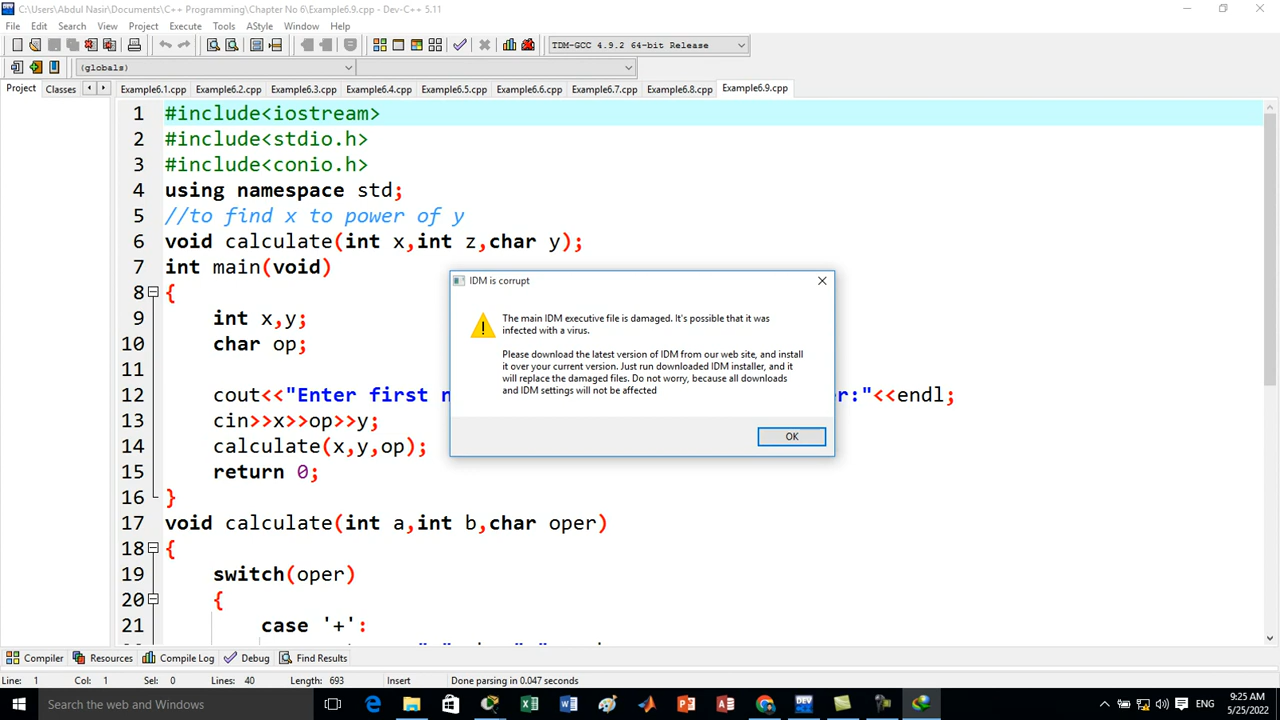 C:\Users\Abdul Nasir\Documents\C++ Programming\Chapter No 6\Example6.9.cpp - Dev-C++ 5.11
File Edit Search View Project Execute Tools AStyle Window Help
TDM-GCC 4.9.2 64-bit Release
(globals)
Project Classes Example6.1.cpp Example6.2.cpp Example6.3.cpp Example6.4.cpp Example6.5.cpp Example6.6.cpp Example6.7.cpp Example6.8.cpp Example6.9.cpp
1 #include<iostream>
2 #include<stdio.h>
3 #include<conio.h>
4 using namespace std;
5 //to find x to power of y
6 void calculate(int x,int z,char y);
7 int main(void)
8 {
9 int x,y;
10 char op;
11
12 cout<<"Enter first n r:"<<endl;
13 cin>>x>>op>>y;
14 calculate(x,y,op);
15 return 0;
16 }
17 void calculate(int a,int b,char oper)
18 {
19 switch(oper)
20 {
21 case '+':
IDM is corrupt
The main IDM executive file is damaged. It's possible that it was
infected with a virus.
Please download the latest version of IDM from our web site, and install
it over your current version. Just run downloaded IDM installer, and it
will replace the damaged files. Do not worry, because all downloads
and IDM settings will not be affected
OK
Compiler Resources Compile Log Debug Find Results
Line: 1 Col: 1 Sel: 0 Lines: 40 Length: 693 Insert Done parsing in 0.047 seconds
Search the web and Windows
ENG
9:25 AM
5/25/2022